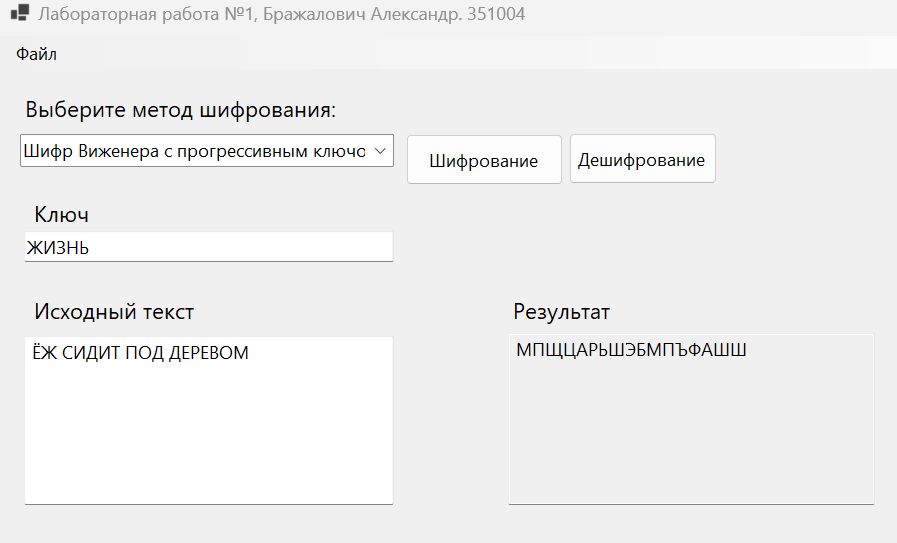 Лабораторная работа №1, Бражалович Александр. 351004
Файл
Выберите метод шифрования:
Шифр Виженера с прогрессивным ключо
Шифрование
Дешифрование
Ключ
ЖИЗНЬ
Исходный текст
Результат
ЁЖ СИДИТ ПОД ДЕРЕВОМ
МПЩЦАРЬШЭБМПЪФАШШ